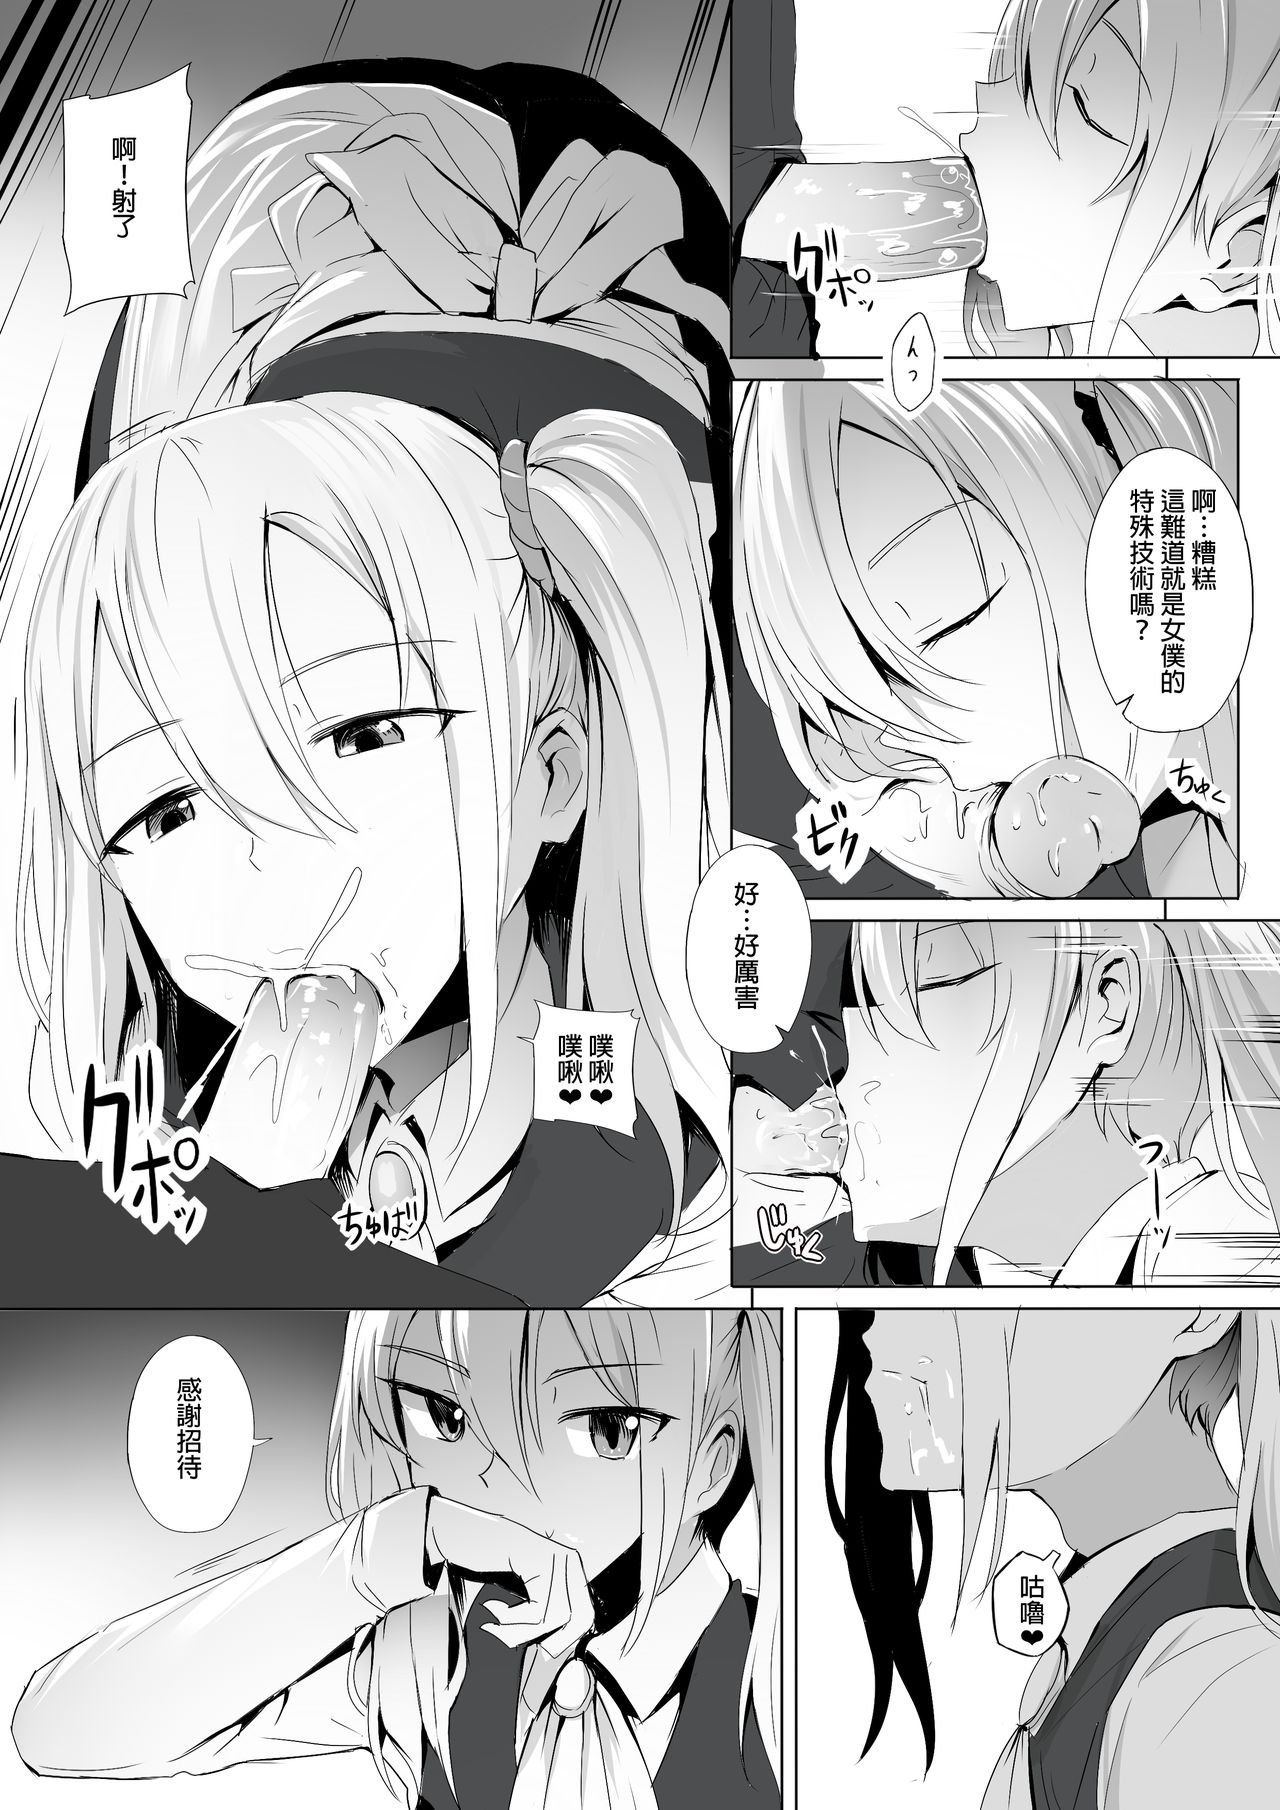 グポッ
んっ
啊…糟糕
這難道就是女僕的
特殊技術嗎？
ちゅく
ビク
好…好厲害
っーッ
じゅく
啊！射了
噗啾❤
噗啾❤
グポッ
ちゅぱ
咕嚕❤
感謝招待